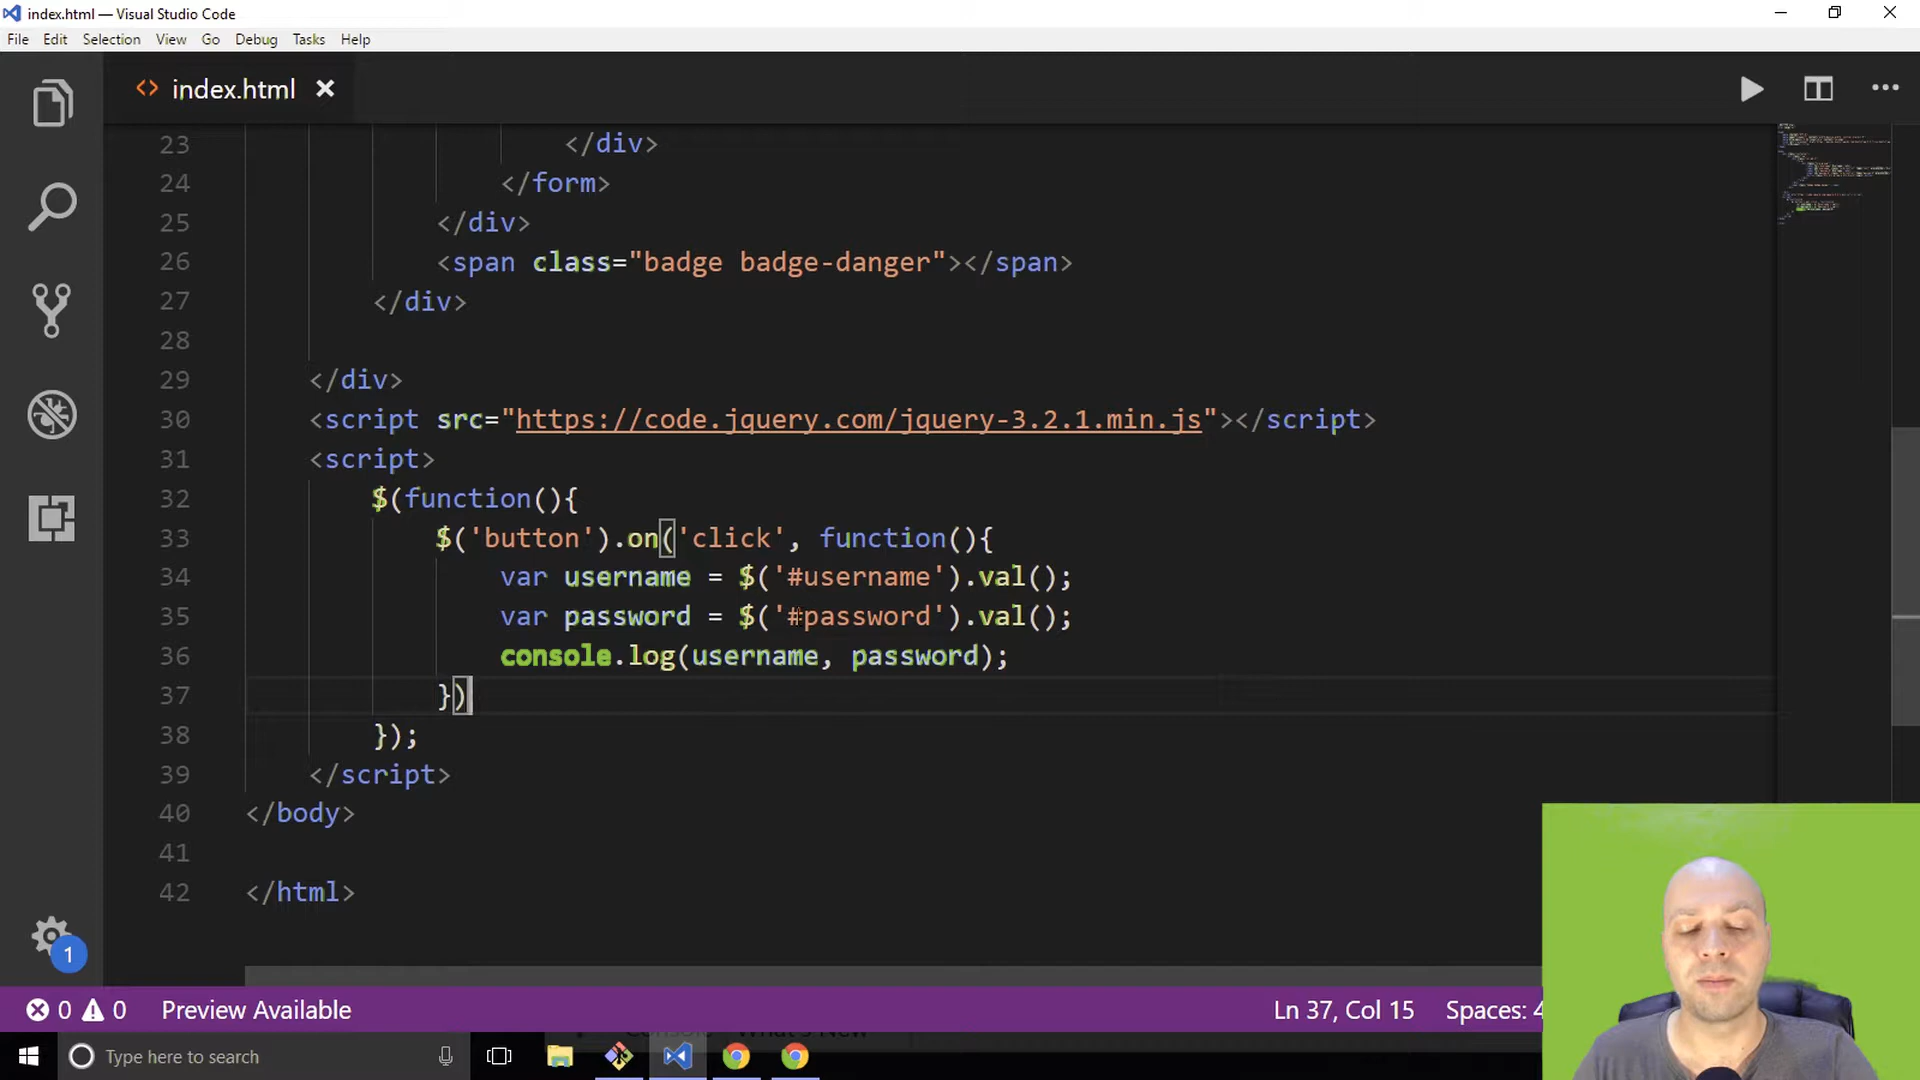 index.html — Visual Studio Code
File Edit Selection View Go Debug Tasks Help
index.html
23 </div>
24 </form>
25 </div>
26 <span class="badge badge-danger"></span>
27 </div>
28
29 </div>
30 <script src="https://code.jquery.com/jquery-3.2.1.min.js"></script>
31 <script>
32 $(function(){
33 $('button').on('click', function(){
34 var username = $('#username').val();
35 var password = $('#password').val();
36 console.log(username, password);
37 })
38 });
39 </script>
40 </body>
41
42 </html>
1
0 0 Preview Available Ln 37, Col 15 Spaces: 4
Type here to search